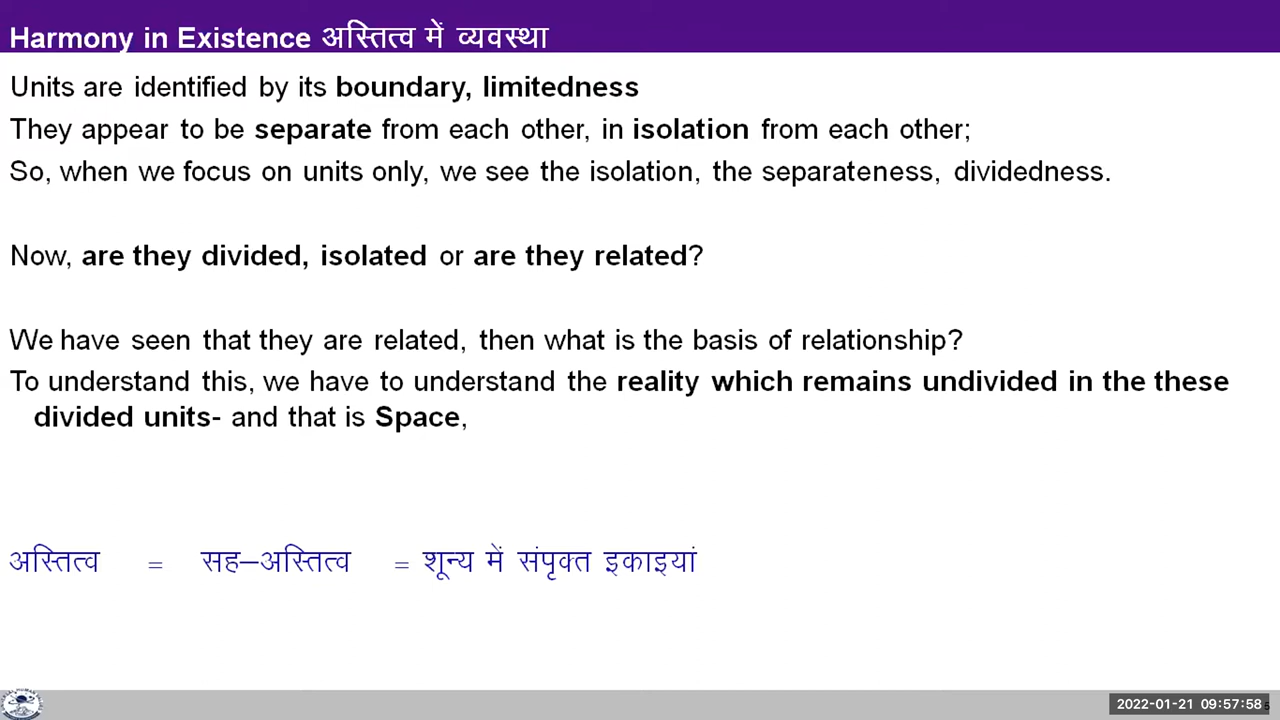 Harmony in Existence अस्तित्व में व्यवस्था
Units are identified by its boundary, limitedness
They appear to be separate from each other, in isolation from each other;
So, when we focus on units only, we see the isolation, the separateness, dividedness.
Now, are they divided, isolated or are they related?
We have seen that they are related, then what is the basis of relationship?
To understand this, we have to understand the reality which remains undivided in the these
divided units- and that is Space,
अस्तित्व = सह–अस्तित्व = शून्य में संपृक्त इकाइयां
2022-01-21 09:57:58